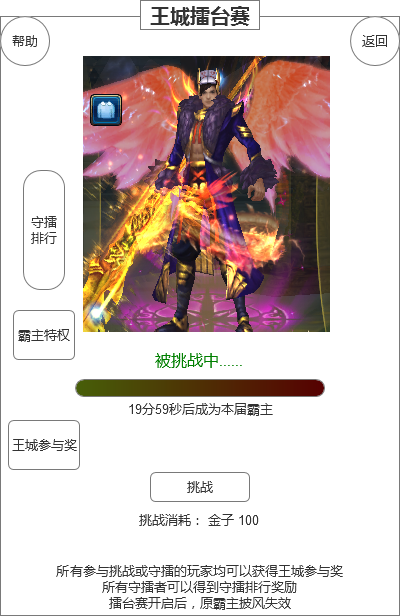 王城擂台赛
帮助
返回
守擂
排行
霸主特权
被挑战中......
19分59秒后成为本届霸主
王城参与奖
挑战
挑战消耗： 金子 100
所有参与挑战或守擂的玩家均可以获得王城参与奖
所有守擂者可以得到守擂排行奖励
擂台赛开启后，原霸主披风失效